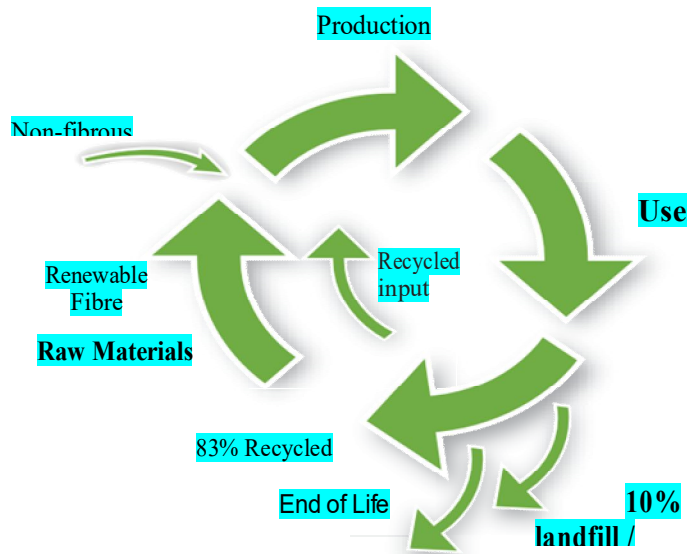 Production
Non-fibrous
Use
Recycled
input
Renewable
Fibre
Raw Materials
83% Recycled
End of Life
10%
landfill /